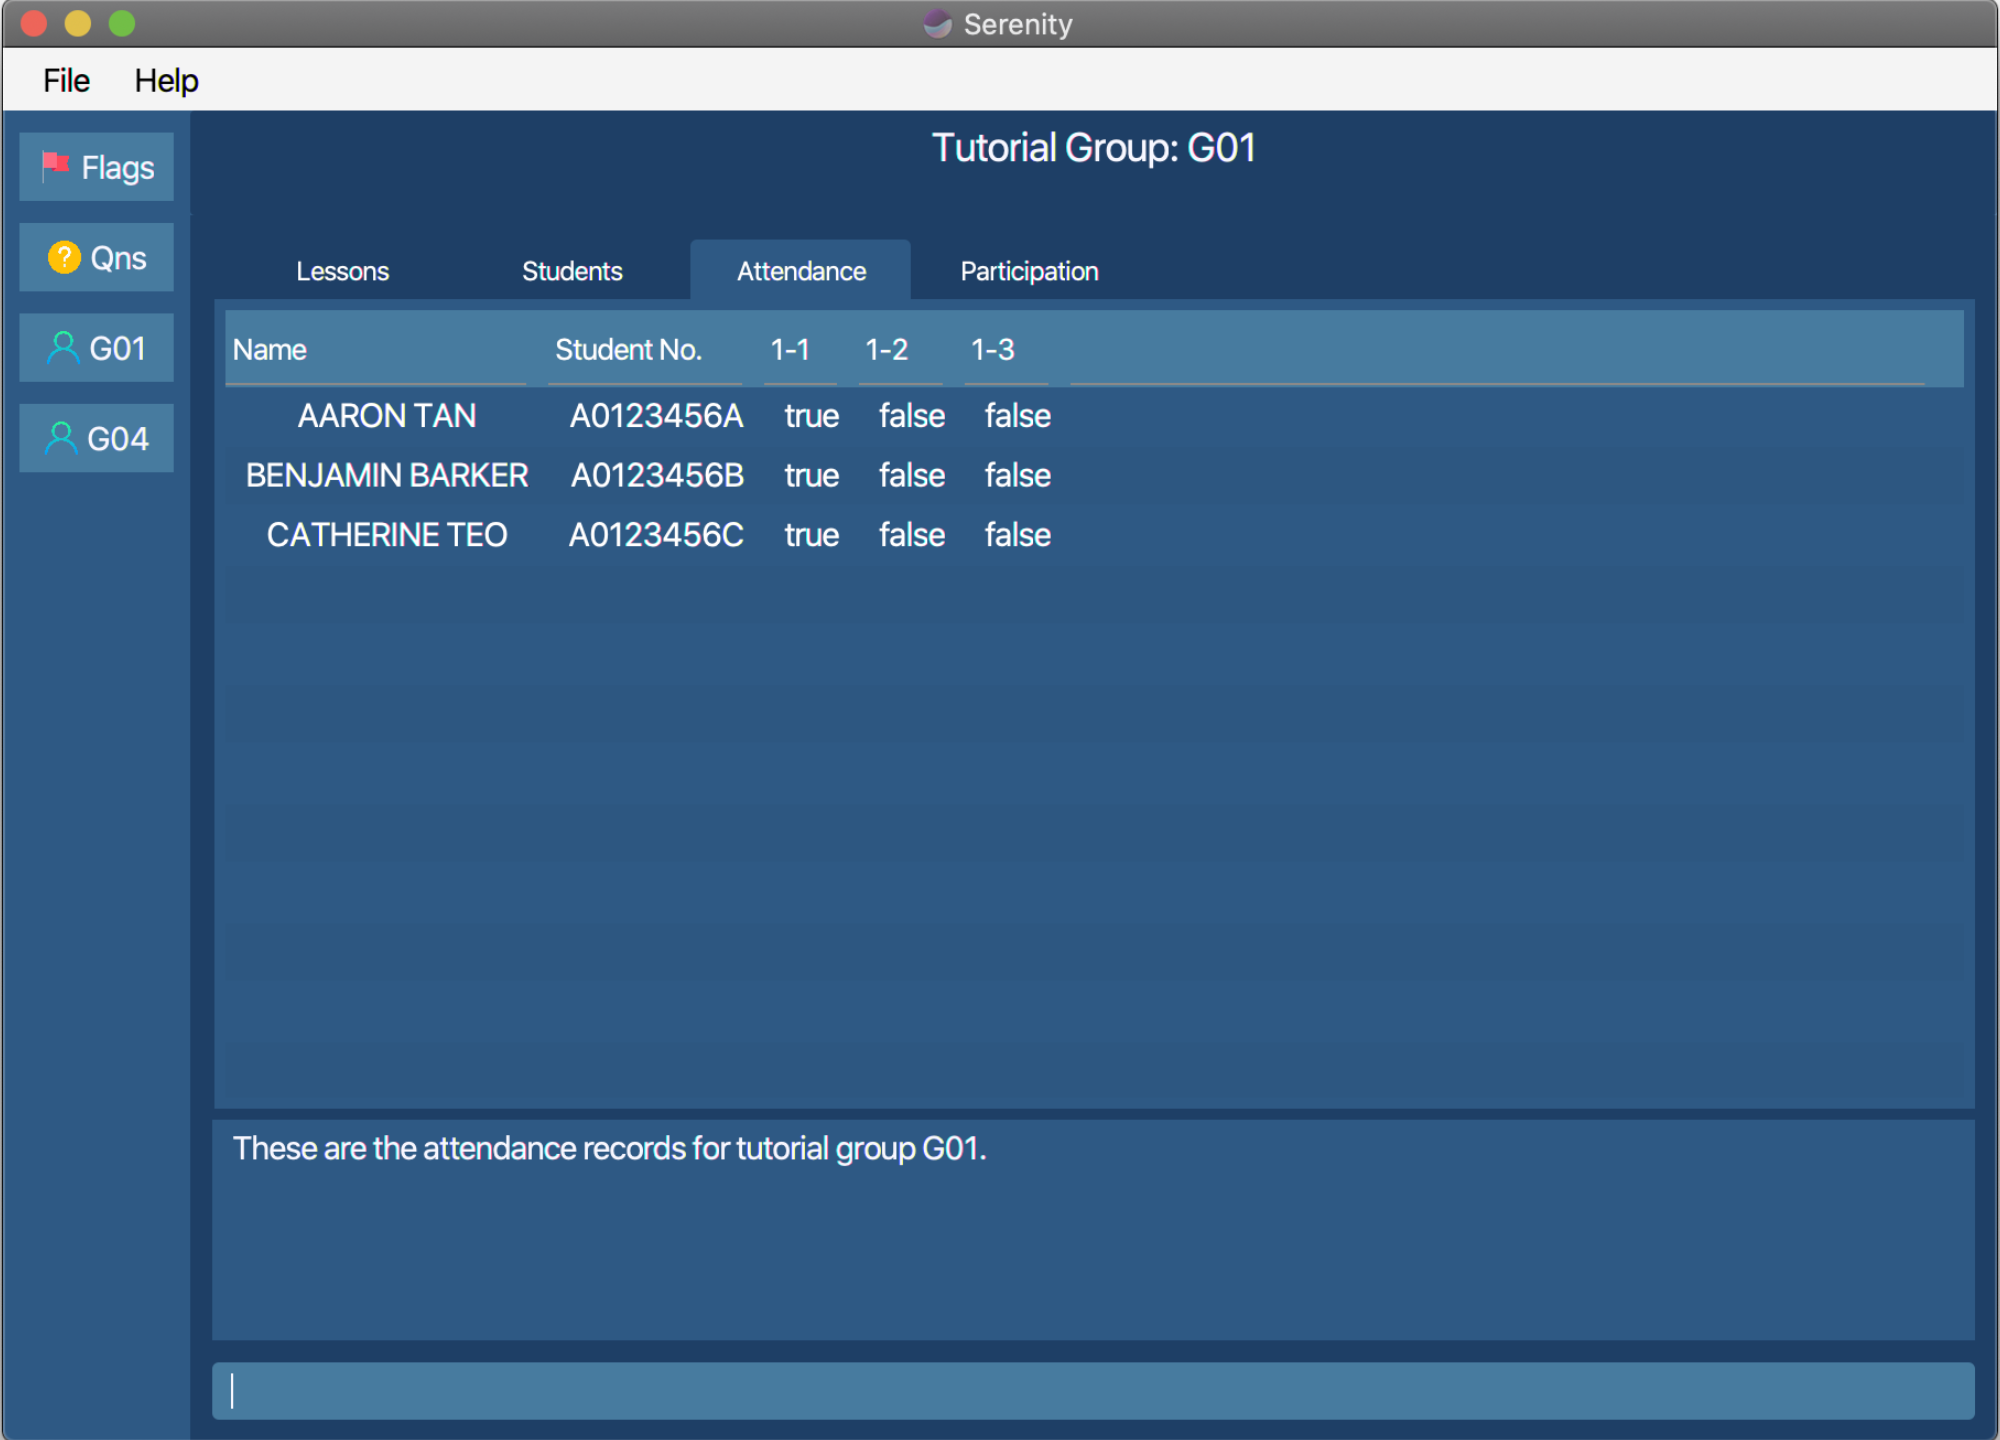 Serenity
File Help
Flags
? Qns
G01
G04
Tutorial Group: G01
Lessons Students Attendance Participation
Name Student No. 1-1 1-2 1-3
AARON TAN A0123456A true false false
BENJAMIN BARKER A0123456B true false false
CATHERINE TEO A0123456C true false false
These are the attendance records for tutorial group G01.